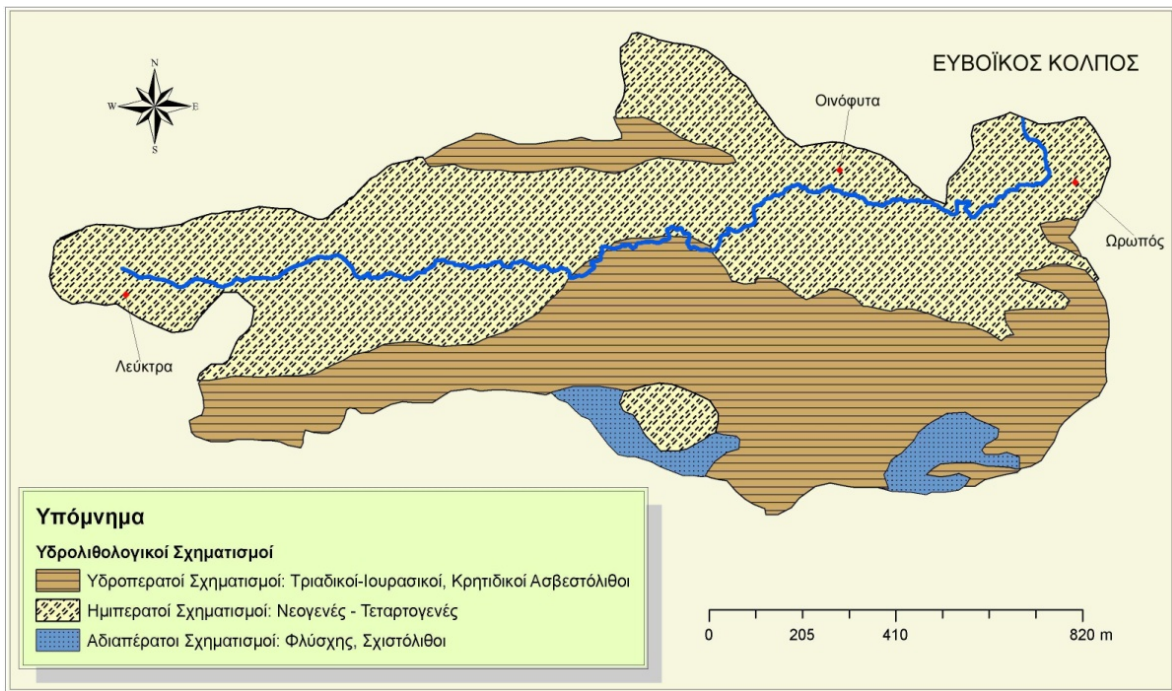 ΕΥΒΟΪΚΟΣ ΚΟΛΠΟΣ
N
W E
S
Οινόφυτα
Ωρωπός
Λεύκτρα
Υπόμνημα
Υδρολιθολογικοί Σχηματισμοί
Υδροπερατοί Σχηματισμοί: Τριαδικοί-Ιουρασικοί, Κρητιδικοί Ασβεστόλιθοι
Ημιπερατοί Σχηματισμοί: Νεογενές - Τεταρτογενές
Αδιαπέρατοι Σχηματισμοί: Φλύσχης, Σχιστόλιθοι
0 205 410 820 m